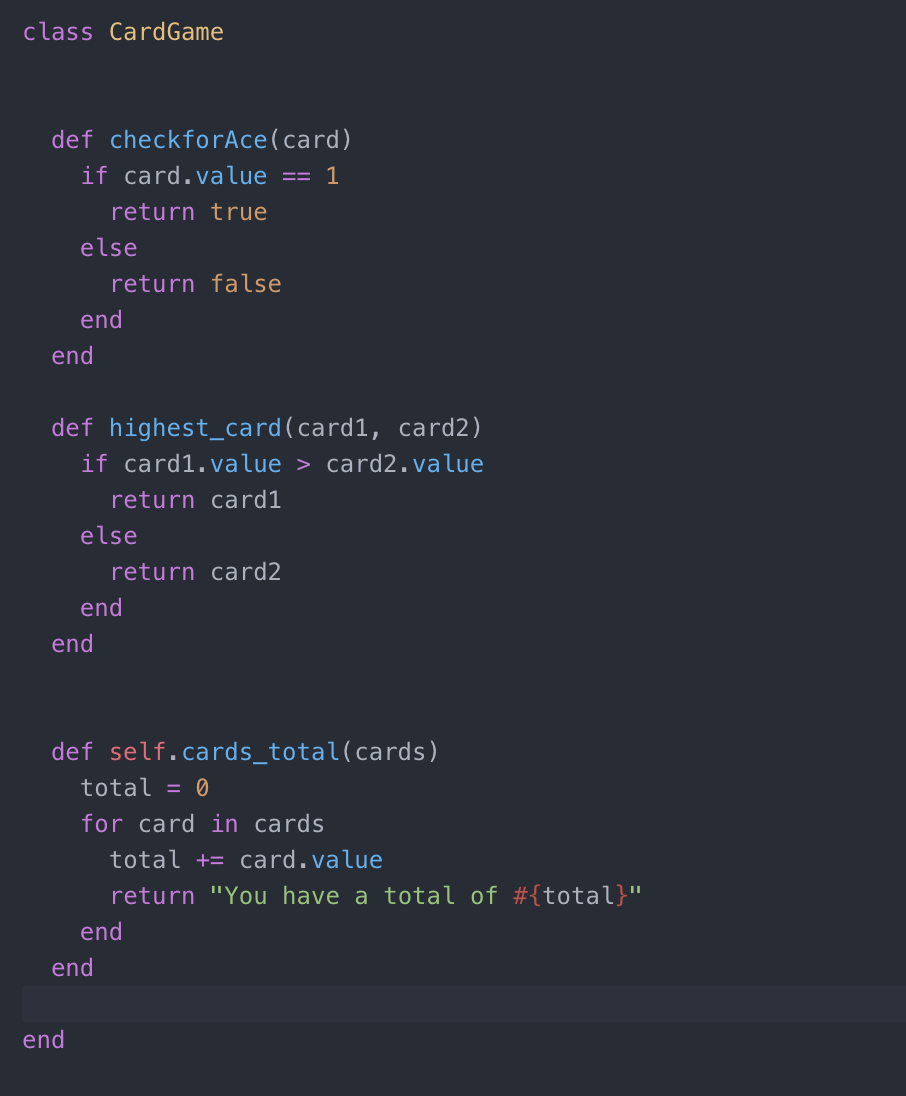 class CardGame
  def checkforAce(card)
    if card.value == 1
      return true
    else
      return false
    end
  end
  def highest_card(card1, card2)
    if card1.value > card2.value
      return card1
    else
      return card2
    end
  end
  def self.cards_total(cards)
    total = 0
    for card in cards
      total += card.value
      return "You have a total of #{total}"
    end
  end
end